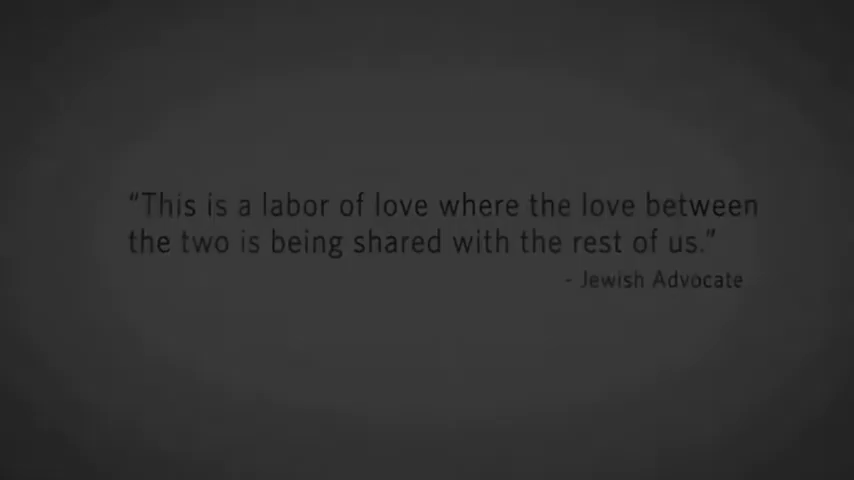 “This is a labor of love where the love between
the two is being shared with the rest of us.”
- Jewish Advocate